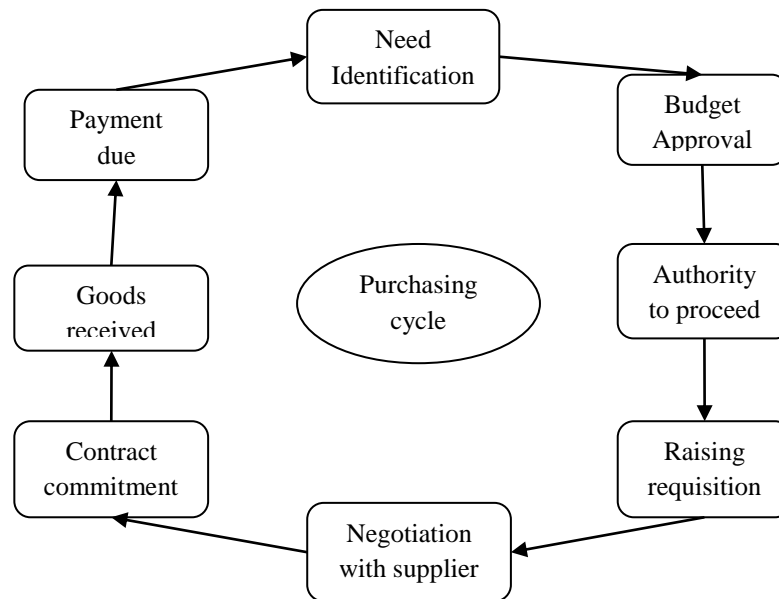 Need
Identification
Budget
Approval
Authority
to proceed
Raising
requisition
Negotiation
with supplier
Contract
commitment
Goods
received
Payment
due
Purchasing
cycle